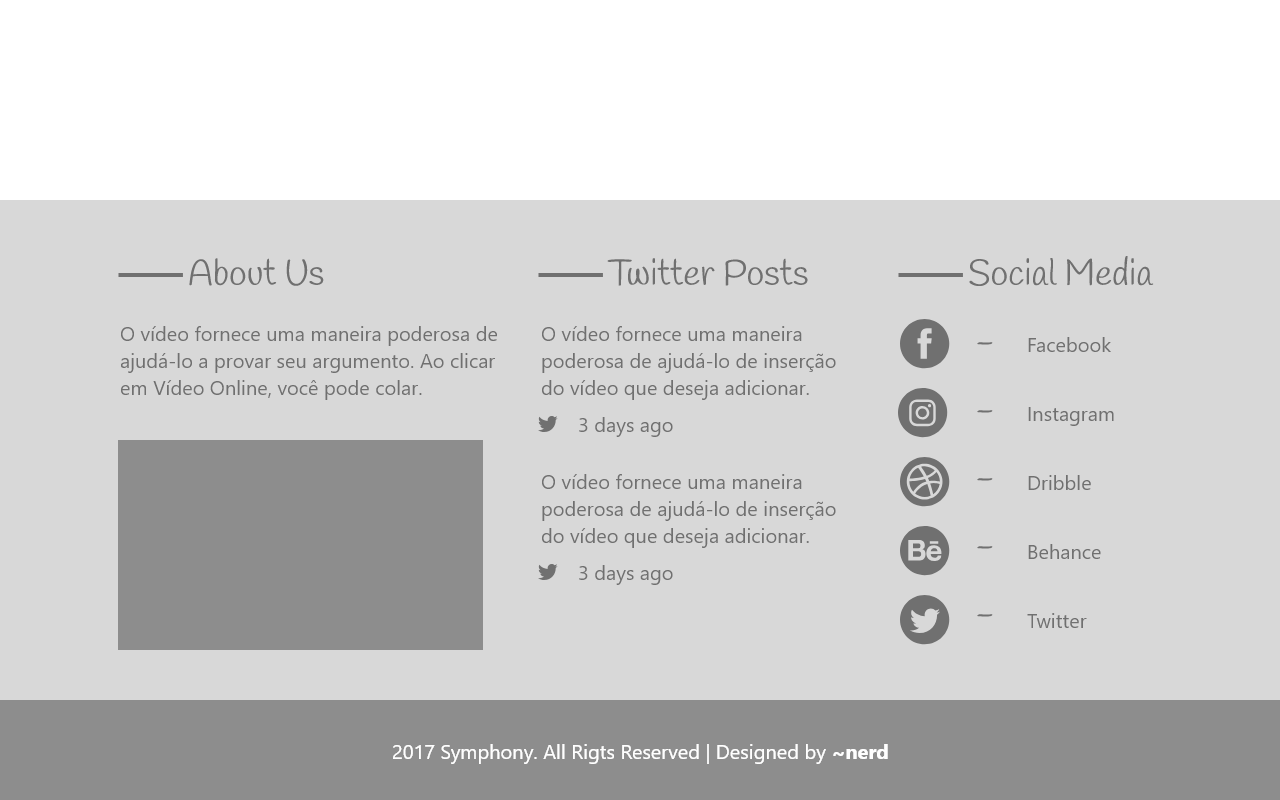 About Us
O vídeo fornece uma maneira poderosa de
ajudá-lo a provar seu argumento. Ao clicar
em Vídeo Online, você pode colar.
Twitter Posts
O vídeo fornece uma maneira
poderosa de ajudá-lo de inserção
do vídeo que deseja adicionar.
3 days ago
O vídeo fornece uma maneira
poderosa de ajudá-lo de inserção
do vídeo que deseja adicionar.
3 days ago
Social Media
f – Facebook
– Instagram
– Dribble
Bē – Behance
– Twitter
2017 Symphony. All Rigts Reserved | Designed by ~nerd